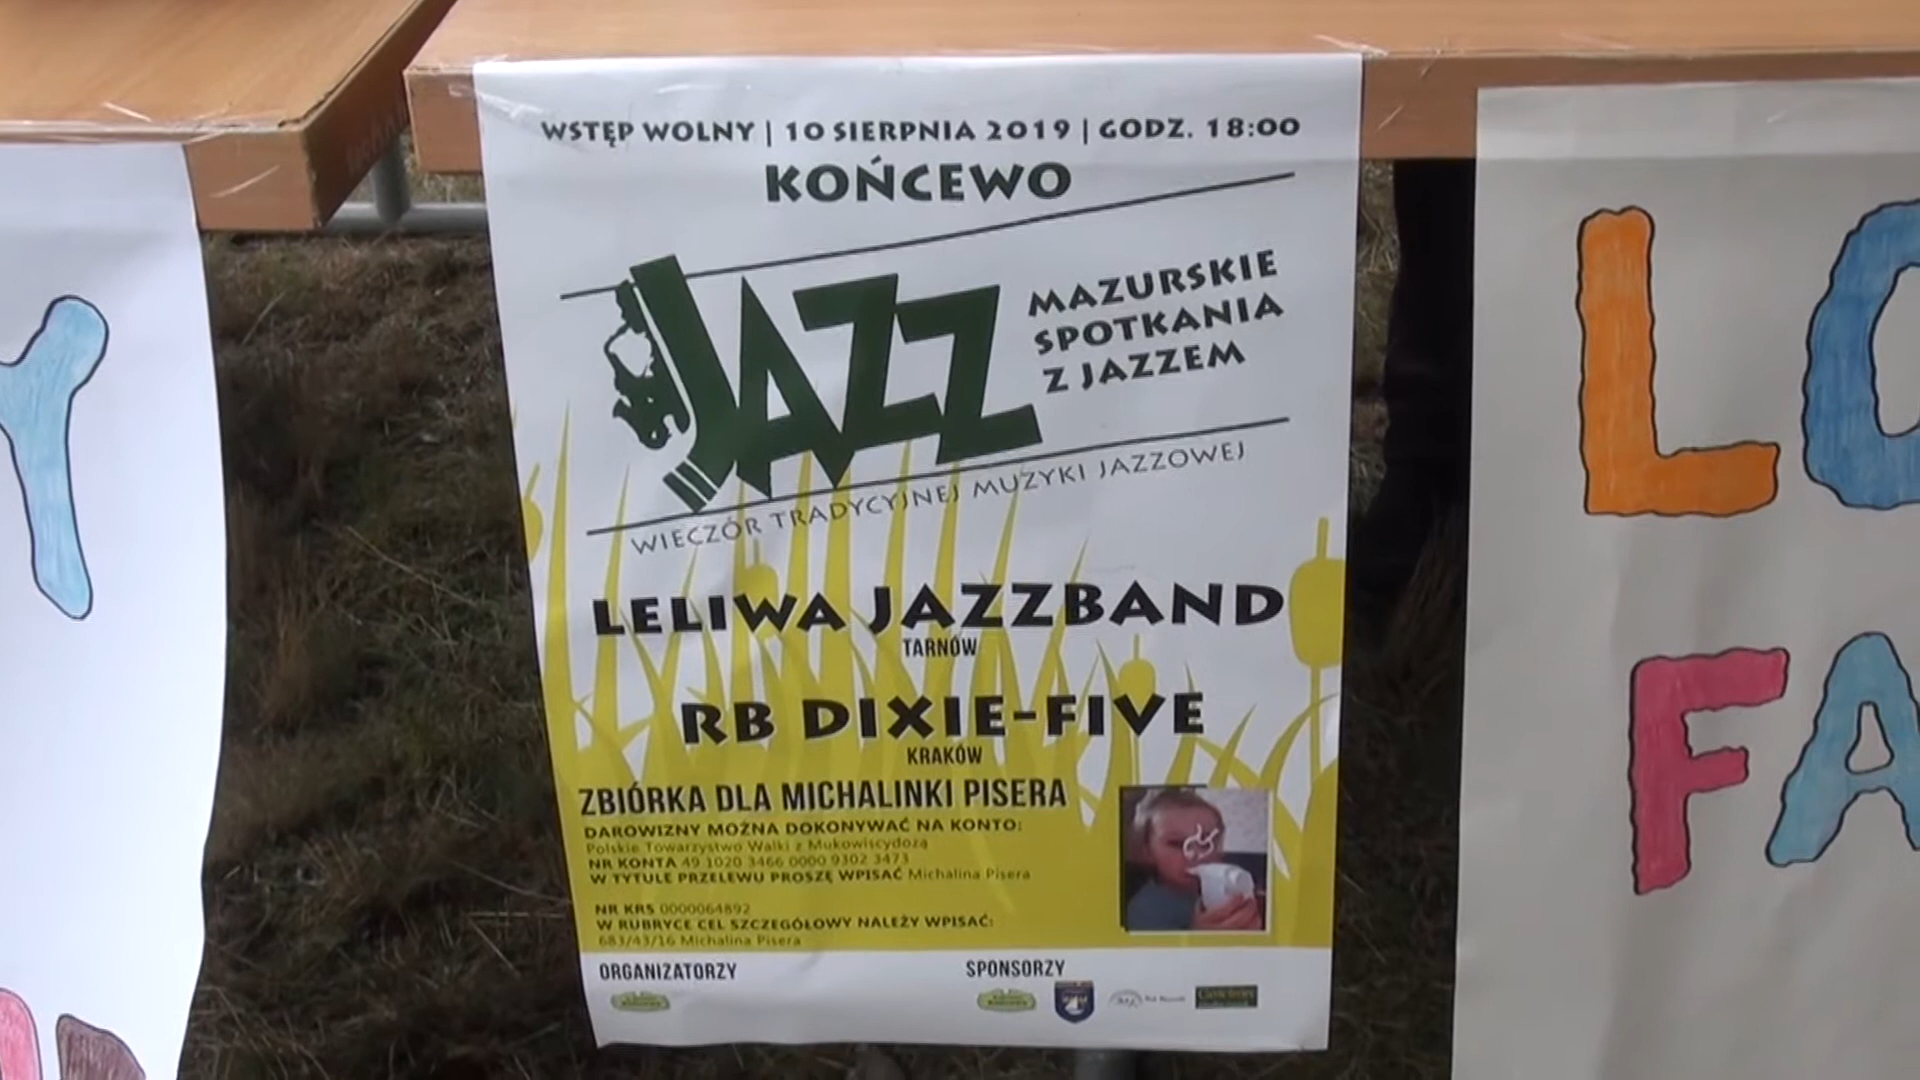 WSTĘP WOLNY | 10 SIERPNIA 2019 | GODZ. 18:00
KOŃCEWO
JAZZ
MAZURSKIE
SPOTKANIA
Z JAZZEM
WIECZÓR TRADYCYJNEJ MUZYKI JAZZOWEJ
LELIWA JAZZBAND
TARNÓW
RB DIXIE-FIVE
KRAKÓW
ZBIÓRKA DLA MICHALINKI PISERA
DAROWIZNY MOŻNA DOKONYWAĆ NA KONTO:
Polskie Towarzystwo Walki z Mukowiscydozą
NR KONTA 49 1020 3466 0000 9302 3473
W TYTULE PRZELEWU PROSZĘ WPISAĆ Michalina Pisera
NR KRS 0000064892
W RUBRYCE CEL SZCZEGÓŁOWY NALEŻY WPISAĆ:
683/43/16 Michalina Pisera
ORGANIZATORZY
SPONSORZY
Y
LO
FA